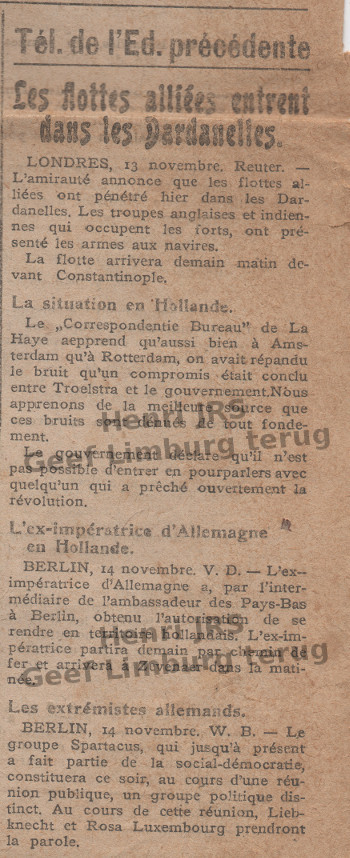 Tél. de l'Ed. précédente
Les flottes alliées entrent
dans les Dardanelles.
LONDRES, 13 novembre. Reuter. —
L'amirauté annonce que les flottes al-
liées ont pénétré hier dans les Dar-
danelles. Les troupes anglaises et indien-
nes qui occupent les forts, ont pré-
senté les armes aux navires.
La flotte arrivera demain matin de-
vant Constantinople.
La situation en Hollande.
Le „Correspondentie Bureau" de La
Haye aepprend qu'aussi bien à Ams-
terdam qu'à Rotterdam, on avait répandu
le bruit qu'un compromis était conclu
entre Troelstra et le gouvernement.Nous
apprenons de la meilleure source que
ces bruits sont dénués de tout fonde-
ment.
Le gouvernement déclare qu'il n'est
pas possible d'entrer en pourparlers avec
quelqu'un qui a prêché ouvertement la
révolution.
Henri IRS
Geef Limburg terug
L'ex-impératrice d'Allemagne
en Hollande.
BERLIN, 14 novembre. V. D. — L'ex-
impératrice d'Allemagne a, par l'inter-
médiaire de l'ambassadeur des Pays-Bas
à Berlin, obtenu l'autorisation de se
rendre en territoire hollandais. L'ex-im-
pératrice partira demain par chemin de
fer et arrivera à Zuvenaer dans la mati-
née.
Henri IRS
Geef Limburg terug
Les extrémistes allemands.
BERLIN, 14 novembre. W. B. — Le
groupe Spartacus, qui jusqu'à présent
a fait partie de la social-démocratie,
constituera ce soir, au cours d'une réu-
nion publique, un groupe politique dis-
tinct. Au cours de cette réunion, Lieb-
knecht et Rosa Luxembourg prendront
la parole.